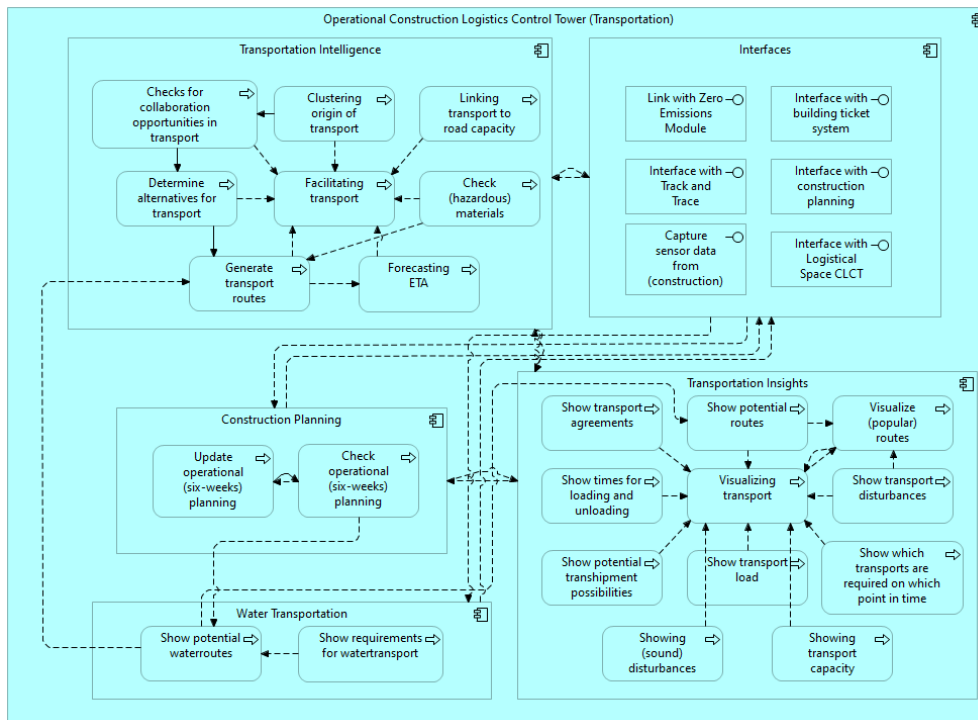 Operational Construction Logistics Control Tower (Transportation)
Transportation Intelligence
Checks for
collaboration
opportunities in
transport
Clustering
origin of
transport
Linking
transport to
road capacity
Determine
alternatives for
transport
Facilitating
transport
Check
(hazardous)
materials
Generate
transport
routes
Forecasting
ETA
Interfaces
Link with Zero
Emissions
Module
Interface with
building ticket
system
Interface with
Track and
Trace
Interface with
construction
planning
Capture
sensor data
from
(construction)
Interface with
Logistical
Space CLCT
Construction Planning
Update
operational
(six-weeks)
planning
Check
operational
(six-weeks)
planning
Transportation Insights
Show transport
agreements
Show potential
routes
Visualize
(popular)
routes
Show times for
loading and
unloading
Visualizing
transport
Show transport
disturbances
Show potential
transhipment
possibilities
Show transport
load
Show which
transports are
required on which
point in time
Showing
(sound)
disturbances
Showing
transport
capacity
Water Transportation
Show potential
waterroutes
Show requirements
for watertransport